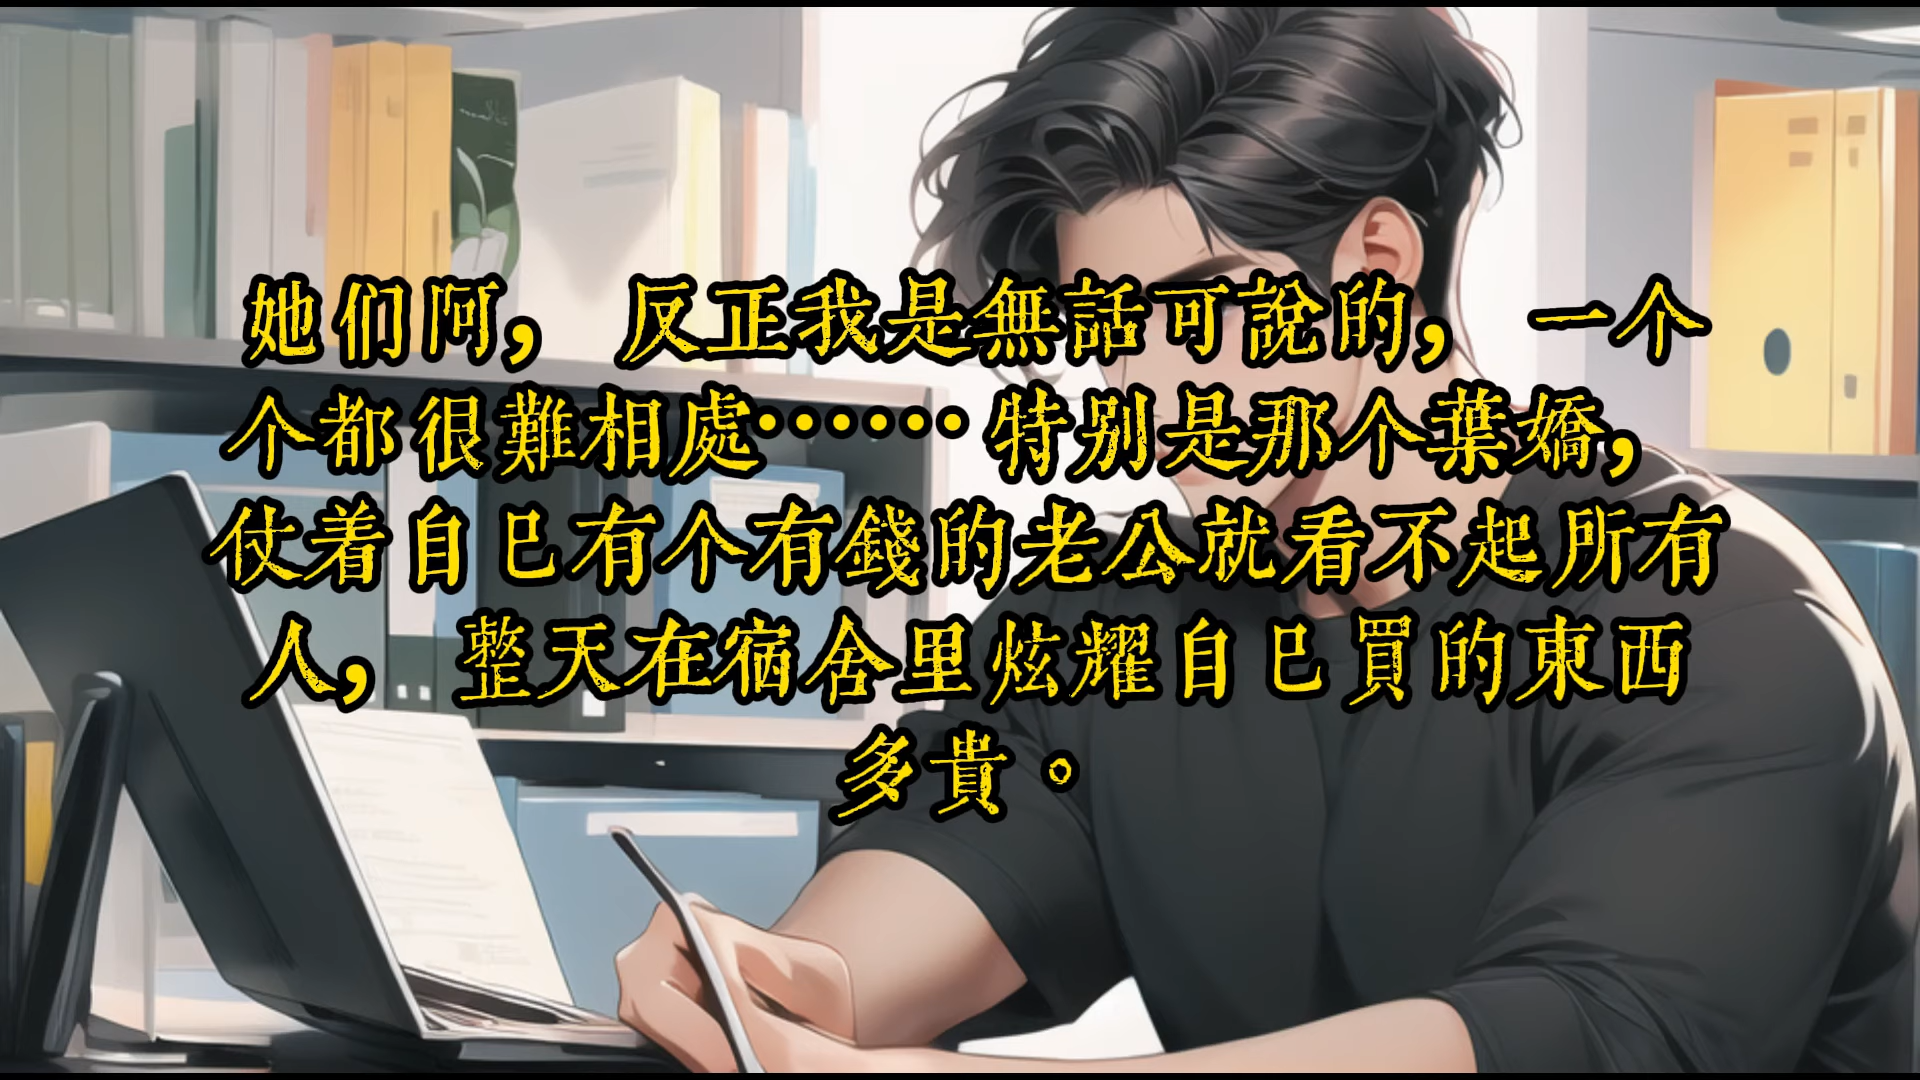 她们阿， 反正我是無話可說的， 一个
个都很難相處……特别是那个葉嬌，
仗着自已有个有錢的老公就看不起所有
人， 整天在宿舍里炫耀自已買的東西
多貴。